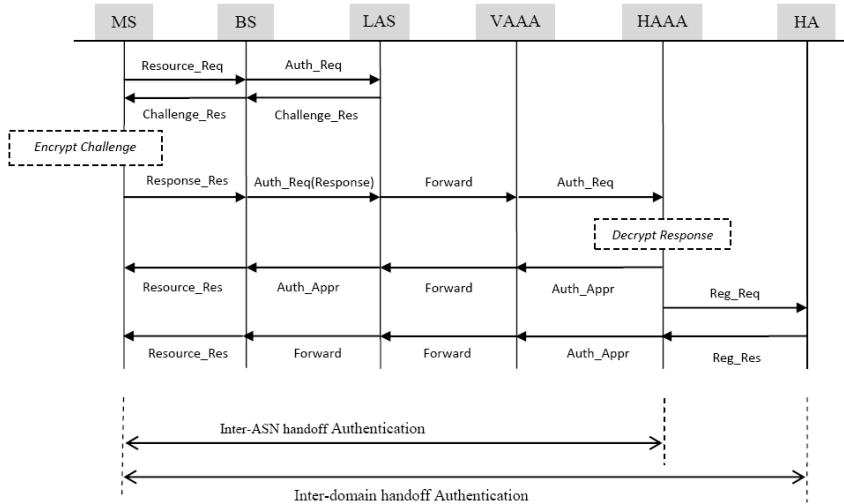 MS BS LAS VAAA HAAA HA
Resource_Req Auth_Req
Challenge_Res Challenge_Res
Encrypt Challenge
Response_Res Auth_Req(Response) Forward Auth_Req
Decrypt Response
Resource_Res Auth_Appr Forward Auth_Appr
Reg_Req
Resource_Res Forward Forward Auth_Appr Reg_Res
Inter-ASN handoff Authentication
Inter-domain handoff Authentication